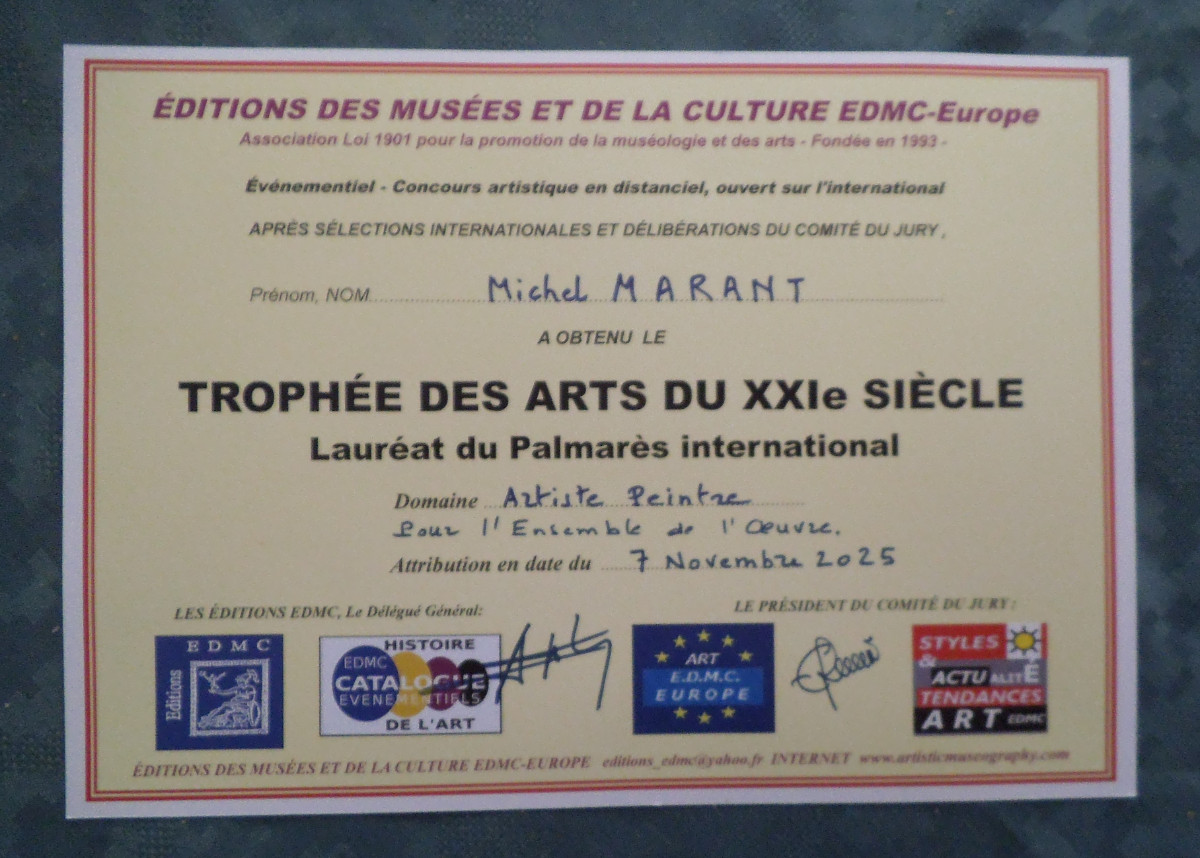 ÉDITIONS DES MUSÉES ET DE LA CULTURE EDMC-Europe
Association Loi 1901 pour la promotion de la muséologie et des arts - Fondée en 1993 -
Événementiel - Concours artistique en distanciel, ouvert sur l'international
APRÈS SÉLECTIONS INTERNATIONALES ET DÉLIBÉRATIONS DU COMITÉ DU JURY,
Prénom, NOM Michel MARANT
A OBTENU LE
TROPHÉE DES ARTS DU XXIe SIÈCLE
Lauréat du Palmarès international
Domaine Artiste Peintre
Pour l'Ensemble de l'Œuvre.
Attribution en date du 7 Novembre 2025
LES ÉDITIONS EDMC, Le Délégué Général:
LE PRÉSIDENT DU COMITÉ DU JURY:
EDMC
Editions
HISTOIRE
EDMC
CATALOGUE
EVENEMENTIELS
DE L'ART
ART
E.D.M.C.
EUROPE
STYLES
&
ACTUALITÉ
TENDANCES
ART EDMC
ÉDITIONS DES MUSÉES ET DE LA CULTURE EDMC-EUROPE editions_edmc@yahoo.fr INTERNET www.artisticmuseography.com